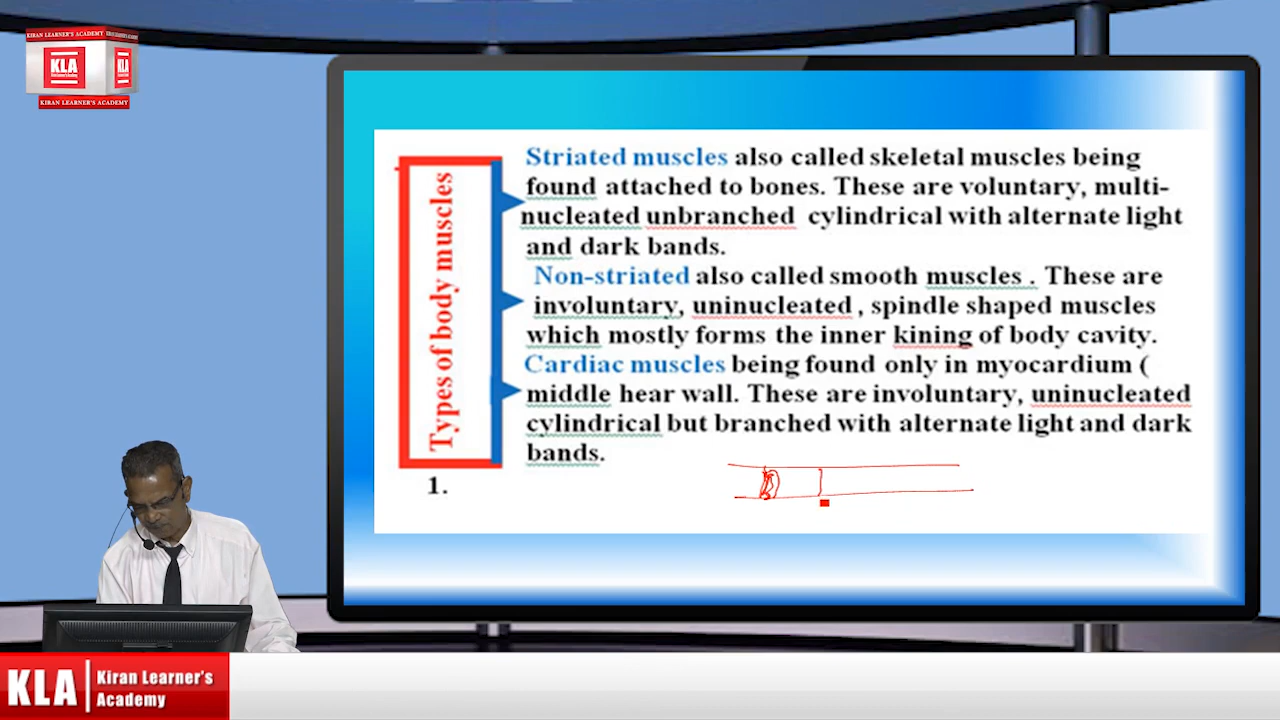 KIRAN LEARNER'S ACADEMY
KLA
KLA
KIRAN LEARNER'S ACADEMY
Types of body muscles
Striated muscles also called skeletal muscles being
found attached to bones. These are voluntary, multi-
nucleated unbranched cylindrical with alternate light
and dark bands.
Non-striated also called smooth muscles . These are
involuntary, uninucleated , spindle shaped muscles
which mostly forms the inner kining of body cavity.
Cardiac muscles being found only in myocardium (
middle hear wall. These are involuntary, uninucleated
cylindrical but branched with alternate light and dark
bands.
1.
KLA Kiran Learner's
Academy